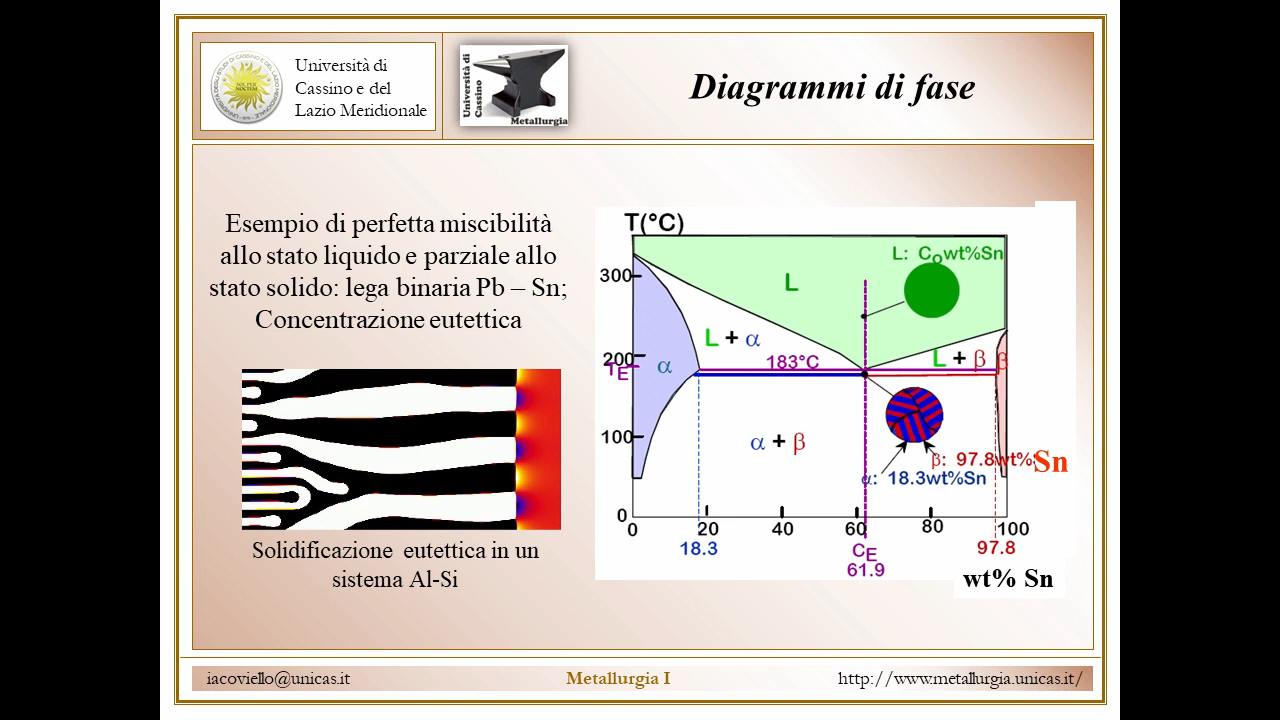 Università di
Cassino e del
Lazio Meridionale
Università di
Cassino
Metallurgia
Diagrammi di fase
Esempio di perfetta miscibilità
allo stato liquido e parziale allo
stato solido: lega binaria Pb – Sn;
Concentrazione eutettica
Solidificazione eutettica in un
sistema Al-Si
T(°C)
L: Cowt%Sn
300
L
L + α
200
TE
α
183°C
L + β
β
100
α + β
β: 97.8wt%Sn
α: 18.3wt%Sn
0
0
20
40
60
80
100
18.3
CE
61.9
97.8
wt% Sn
iacoviello@unicas.it
Metallurgia I
http://www.metallurgia.unicas.it/